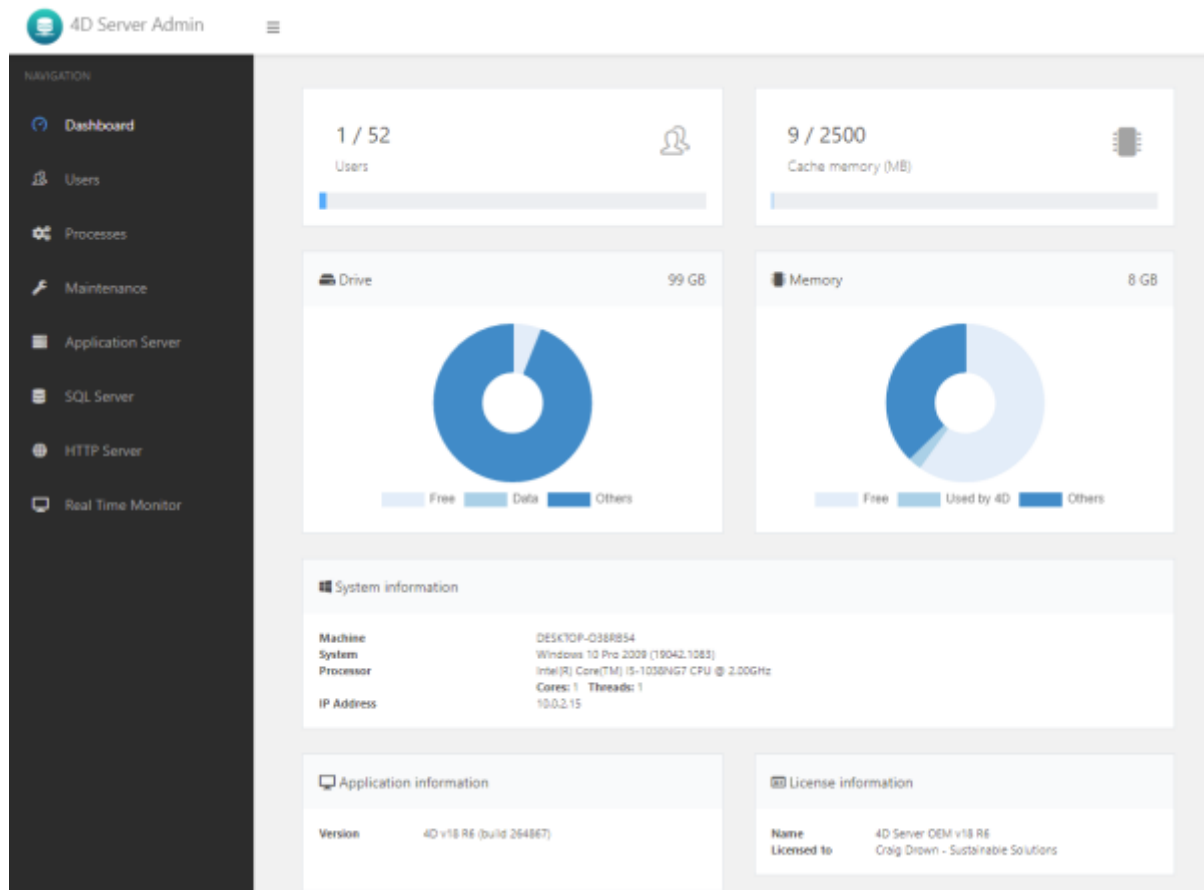 4D Server Admin
NAVIGATION
Dashboard
Users
Processes
Maintenance
Application Server
SQL Server
HTTP Server
Real Time Monitor
1 / 52
Users
9 / 2500
Cache memory (MB)
Drive 99 GB
Free Data Others
Memory 8 GB
Free Used by 4D Others
System information
Machine DESKTOP-O38RB54
System Windows 10 Pro 2009 (19042.1083)
Processor Intel(R) Core(TM) i5-1038NG7 CPU @ 2.00GHz
Cores: 1 Threads: 1
IP Address 10.0.2.15
Application information
Version 4D v18 R6 (build 264867)
License information
Name 4D Server OEM v18 R6
Licensed to Craig Drown - Sustainable Solutions